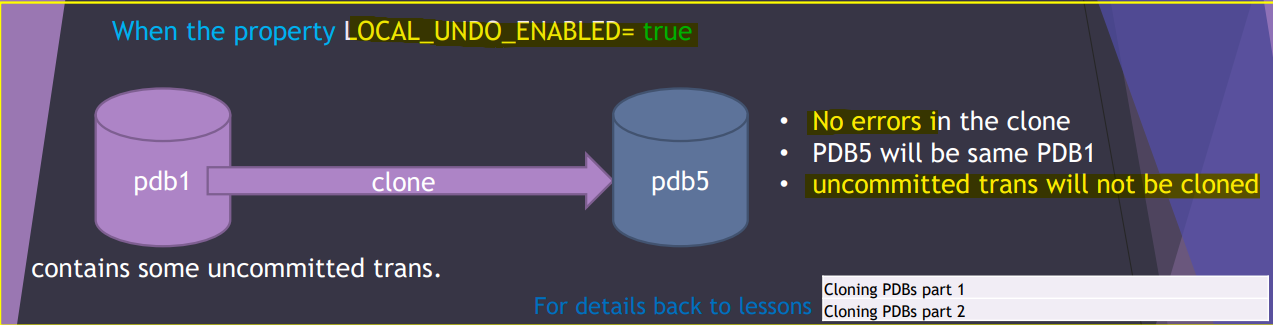 When the property LOCAL_UNDO_ENABLED= true
pdb1
clone
pdb5
• No errors in the clone
• PDB5 will be same PDB1
• uncommitted trans will not be cloned
contains some uncommitted trans.
For details back to lessons
Cloning PDBs part 1
Cloning PDBs part 2